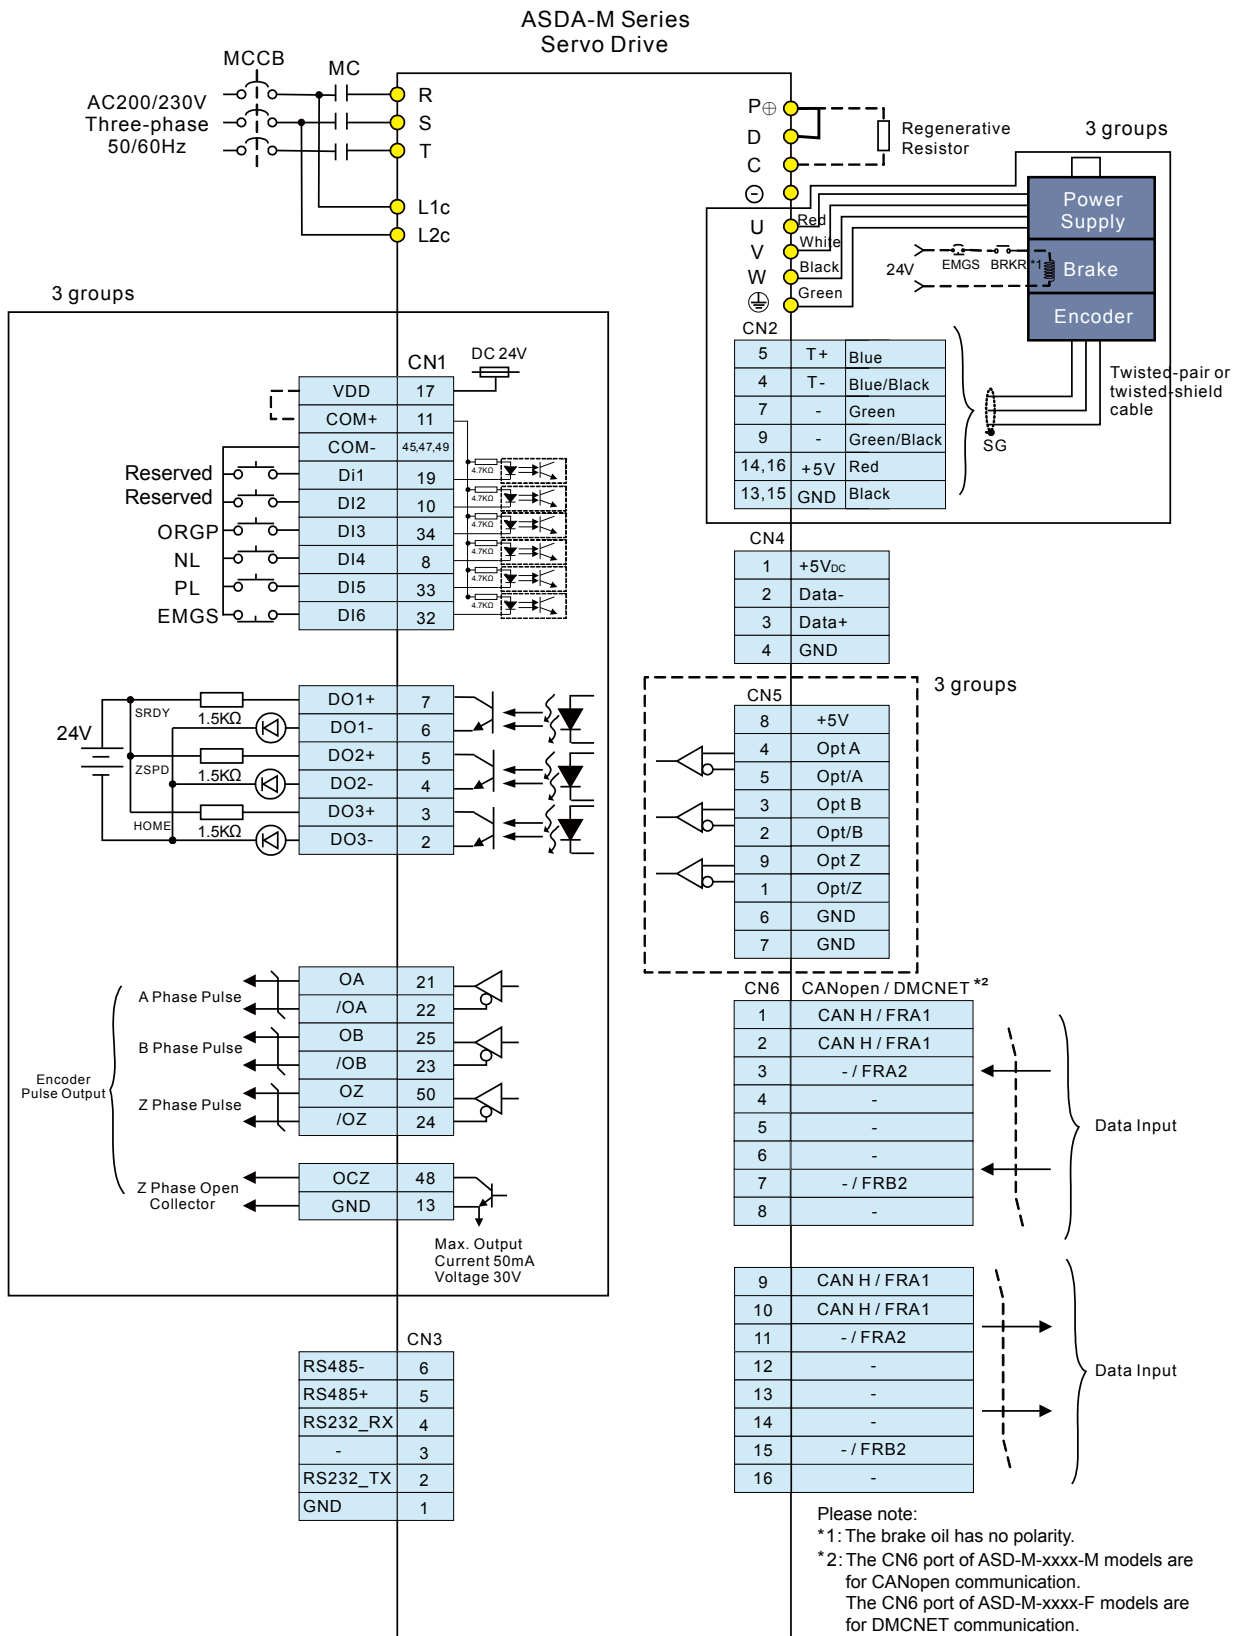 ASDA-M Series
Servo Drive
MCCB
MC
AC200/230V
Three-phase
50/60Hz
R
S
T
L1c
L2c
P⊕
D
C
⊖
U
V
W
Regenerative
Resistor
3 groups
Red
White
Black
Green
Power
Supply
24V
EMGS
BRKR
*1
Brake
Encoder
CN2
5 T+ Blue
4 T- Blue/Black
7 - Green
9 - Green/Black
14,16 +5V Red
13,15 GND Black
SG
Twisted-pair or
twisted-shield
cable
3 groups
CN1
DC 24V
VDD 17
COM+ 11
COM- 45,47,49
Reserved Di1 19 4.7KΩ
Reserved DI2 10 4.7KΩ
ORGP DI3 34 4.7KΩ
NL DI4 8 4.7KΩ
PL DI5 33 4.7KΩ
EMGS DI6 32 4.7KΩ
24V
SRDY
1.5KΩ
DO1+ 7
DO1- 6
ZSPD
1.5KΩ
DO2+ 5
DO2- 4
HOME
1.5KΩ
DO3+ 3
DO3- 2
Encoder
Pulse Output
A Phase Pulse
OA 21
/OA 22
B Phase Pulse
OB 25
/OB 23
Z Phase Pulse
OZ 50
/OZ 24
Z Phase Open
Collector
OCZ 48
GND 13
Max. Output
Current 50mA
Voltage 30V
CN3
RS485- 6
RS485+ 5
RS232_RX 4
- 3
RS232_TX 2
GND 1
CN4
1 +5VDC
2 Data-
3 Data+
4 GND
3 groups
CN5
8 +5V
4 Opt A
5 Opt/A
3 Opt B
2 Opt/B
9 Opt Z
1 Opt/Z
6 GND
7 GND
CN6 CANopen / DMCNET *2
1 CAN H / FRA1
2 CAN H / FRA1
3 - / FRA2
4 -
5 -
6 -
7 - / FRB2
8 -
Data Input
9 CAN H / FRA1
10 CAN H / FRA1
11 - / FRA2
12 -
13 -
14 -
15 - / FRB2
16 -
Data Input
Please note:
*1: The brake oil has no polarity.
*2: The CN6 port of ASD-M-xxxx-M models are
for CANopen communication.
The CN6 port of ASD-M-xxxx-F models are
for DMCNET communication.